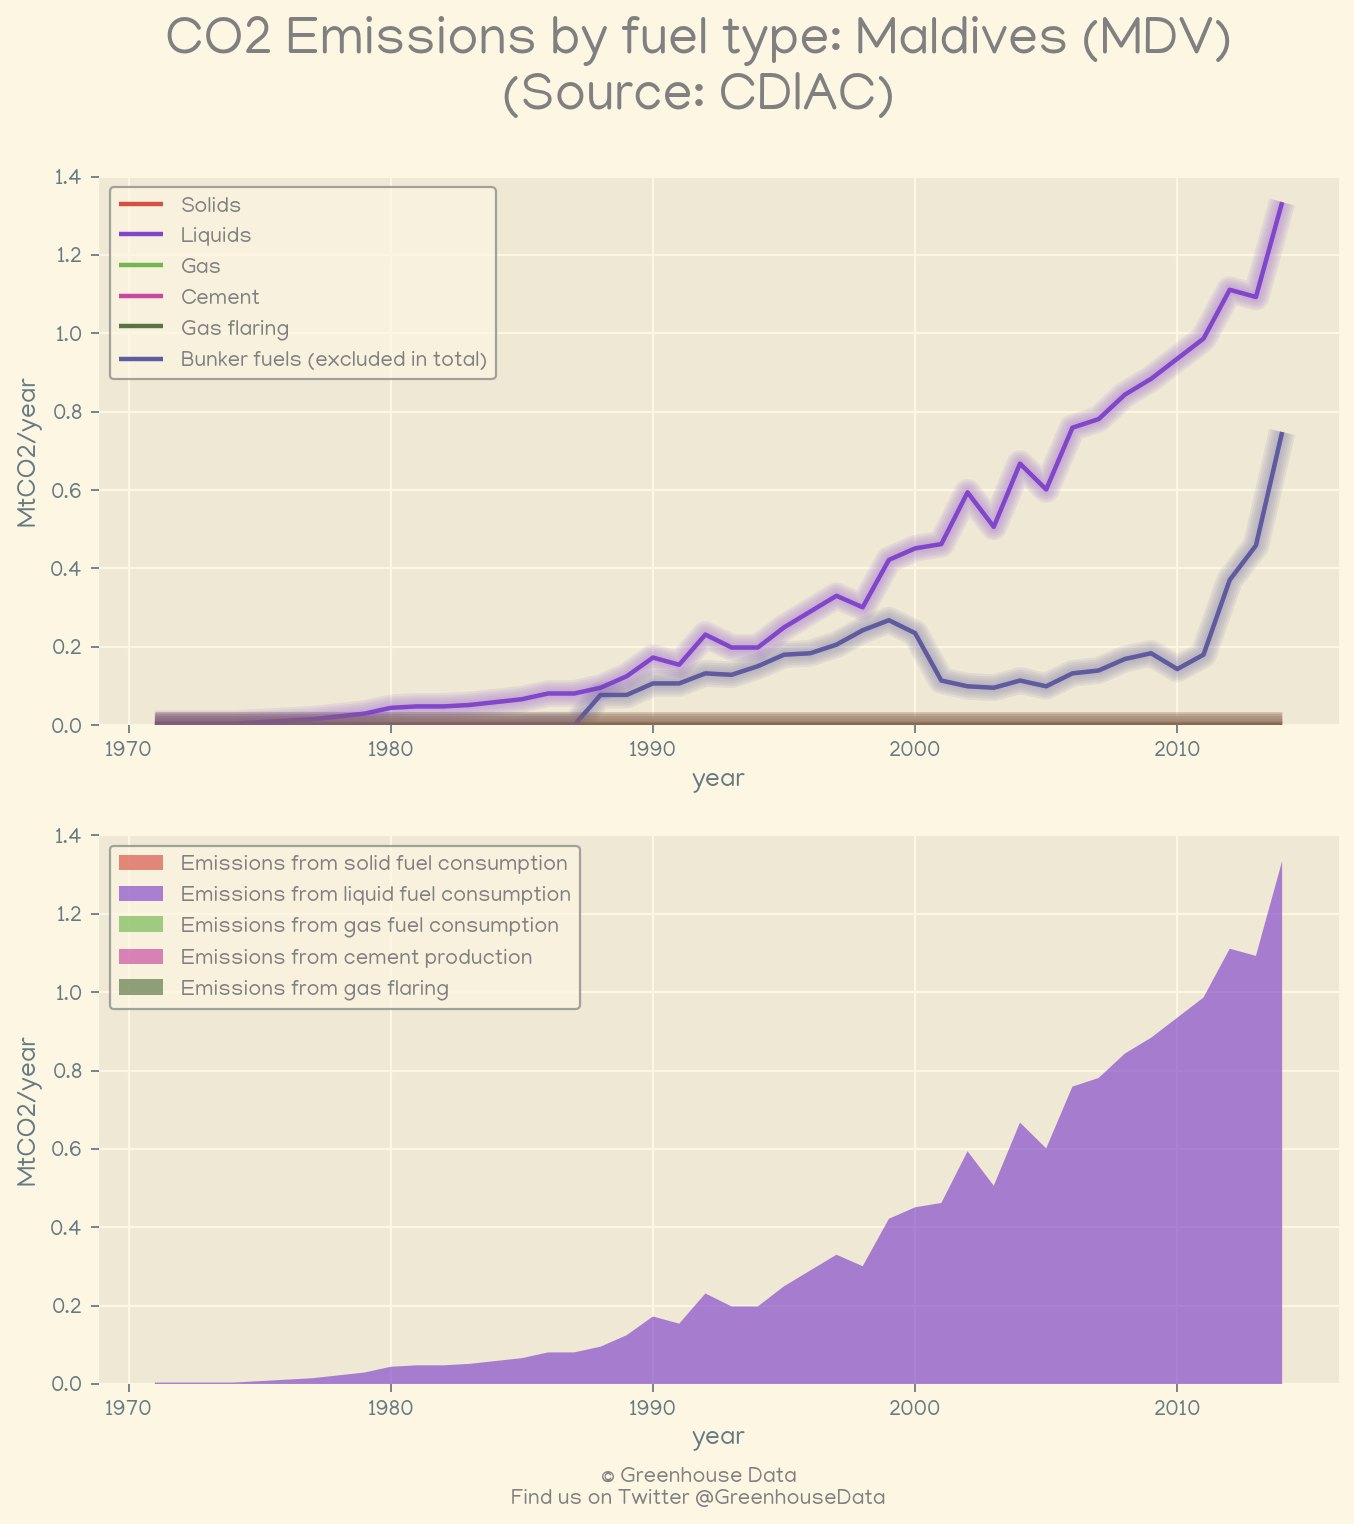 CO2 Emissions by fuel type: Maldives (MDV)
(Source: CDIAC)
1.4
1.2
1.0
0.8
0.6
0.4
0.2
0.0
MtCO2/year
Solids
Liquids
Gas
Cement
Gas flaring
Bunker fuels (excluded in total)
1970 1980 1990 2000 2010
year
1.4
1.2
1.0
0.8
0.6
0.4
0.2
0.0
MtCO2/year
Emissions from solid fuel consumption
Emissions from liquid fuel consumption
Emissions from gas fuel consumption
Emissions from cement production
Emissions from gas flaring
1970 1980 1990 2000 2010
year
© Greenhouse Data
Find us on Twitter @GreenhouseData